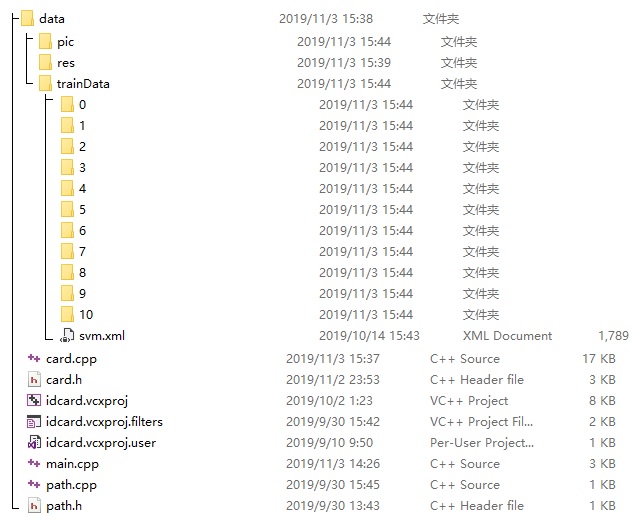 data 2019/11/3 15:38 文件夹
pic 2019/11/3 15:44 文件夹
res 2019/11/3 15:39 文件夹
trainData 2019/11/3 15:44 文件夹
0 2019/11/3 15:44 文件夹
1 2019/11/3 15:44 文件夹
2 2019/11/3 15:44 文件夹
3 2019/11/3 15:44 文件夹
4 2019/11/3 15:44 文件夹
5 2019/11/3 15:44 文件夹
6 2019/11/3 15:44 文件夹
7 2019/11/3 15:44 文件夹
8 2019/11/3 15:44 文件夹
9 2019/11/3 15:44 文件夹
10 2019/11/3 15:44 文件夹
svm.xml 2019/10/14 15:43 XML Document 1,789
card.cpp 2019/11/3 15:37 C++ Source 17 KB
card.h 2019/11/2 23:53 C++ Header file 3 KB
idcard.vcxproj 2019/10/2 1:23 VC++ Project 8 KB
idcard.vcxproj.filters 2019/9/30 15:42 VC++ Project Fil... 2 KB
idcard.vcxproj.user 2019/9/10 9:50 Per-User Project... 1 KB
main.cpp 2019/11/3 14:26 C++ Source 3 KB
path.cpp 2019/9/30 15:45 C++ Source 1 KB
path.h 2019/9/30 13:43 C++ Header file 1 KB